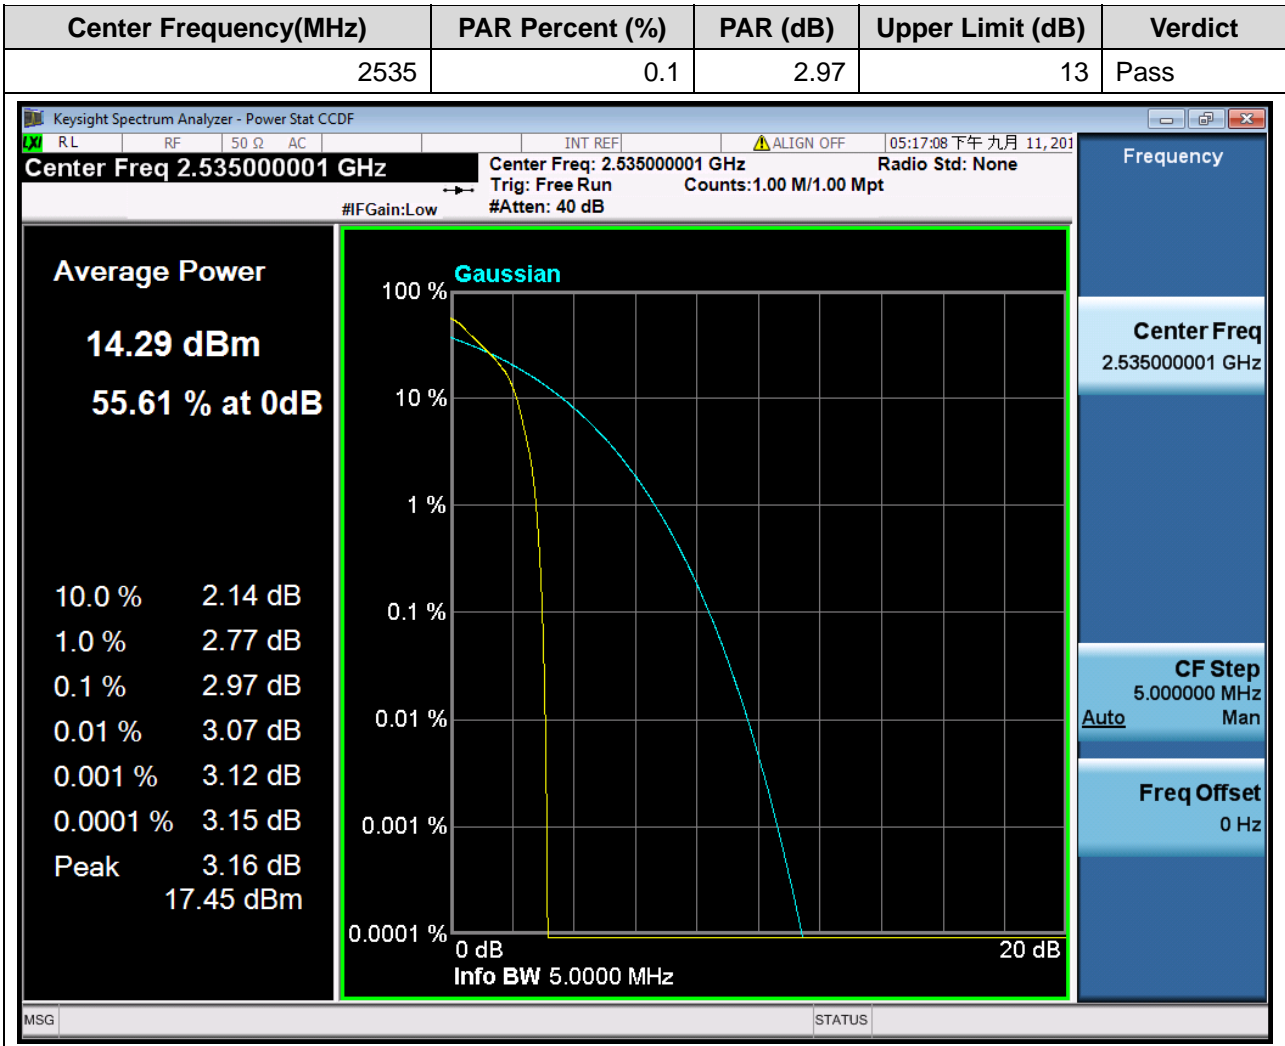 Center Frequency(MHz) PAR Percent (%) PAR (dB) Upper Limit (dB) Verdict
2535 0.1 2.97 13 Pass
Keysight Spectrum Analyzer - Power Stat CCDF
LXI RL RF 50 Ω AC INT REF ALIGN OFF 05:17:08 下午 九月 11, 201
Center Freq 2.535000001 GHz
Center Freq: 2.535000001 GHz Radio Std: None
Trig: Free Run Counts:1.00 M/1.00 Mpt
#IFGain:Low #Atten: 40 dB
Average Power
14.29 dBm
55.61 % at 0dB
10.0 % 2.14 dB
1.0 % 2.77 dB
0.1 % 2.97 dB
0.01 % 3.07 dB
0.001 % 3.12 dB
0.0001 % 3.15 dB
Peak 3.16 dB
17.45 dBm
Gaussian
100 %
10 %
1 %
0.1 %
0.01 %
0.001 %
0.0001 %
0 dB 20 dB
Info BW 5.0000 MHz
Frequency
Center Freq
2.535000001 GHz
CF Step
5.000000 MHz
Auto Man
Freq Offset
0 Hz
MSG STATUS